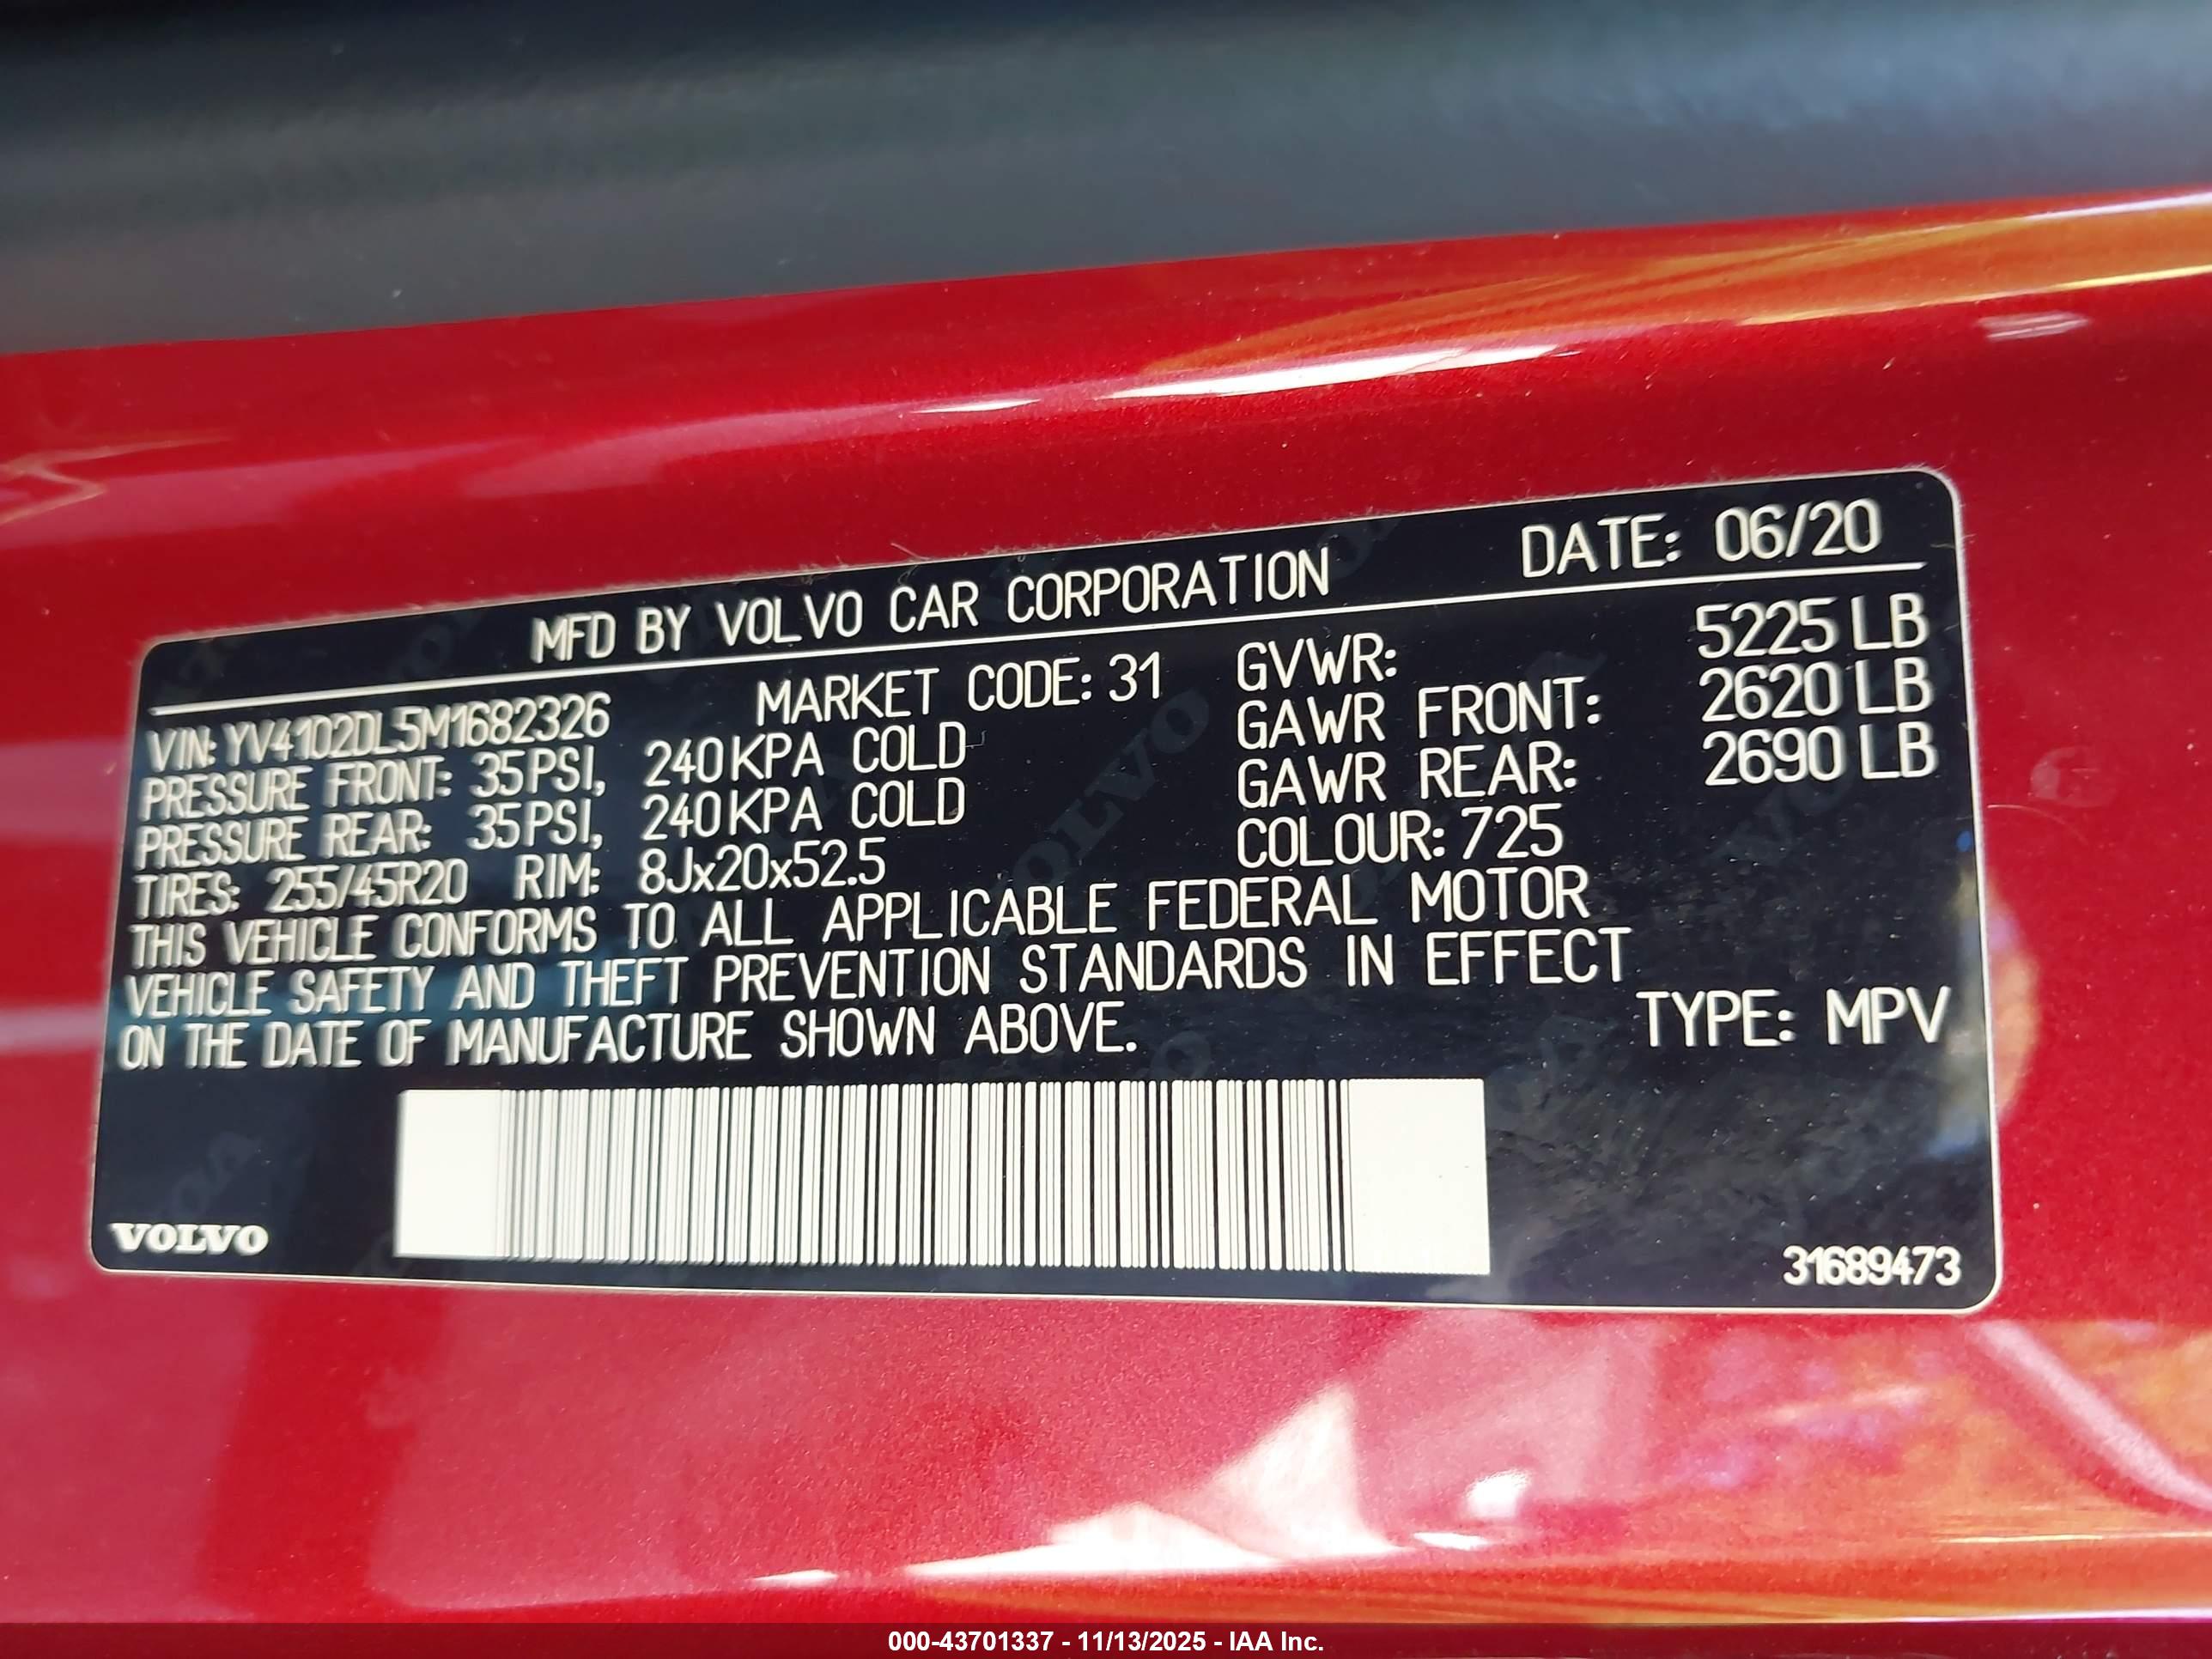 MFD BY VOLVO CAR CORPORATION DATE: 06/20
VIN: YV4102DL5M1682326 MARKET CODE: 31 GVWR: 5225 LB
PRESSURE FRONT: 35 PSI, 240 KPA COLD GAWR FRONT: 2620 LB
PRESSURE REAR: 35 PSI, 240 KPA COLD GAWR REAR: 2690 LB
TIRES: 255/45R20 RIM: 8Jx20x52.5 COLOUR: 725
THIS VEHICLE CONFORMS TO ALL APPLICABLE FEDERAL MOTOR
VEHICLE SAFETY AND THEFT PREVENTION STANDARDS IN EFFECT
ON THE DATE OF MANUFACTURE SHOWN ABOVE. TYPE: MPV
VOLVO
31689473
000-43701337 - 11/13/2025 - IAA Inc.